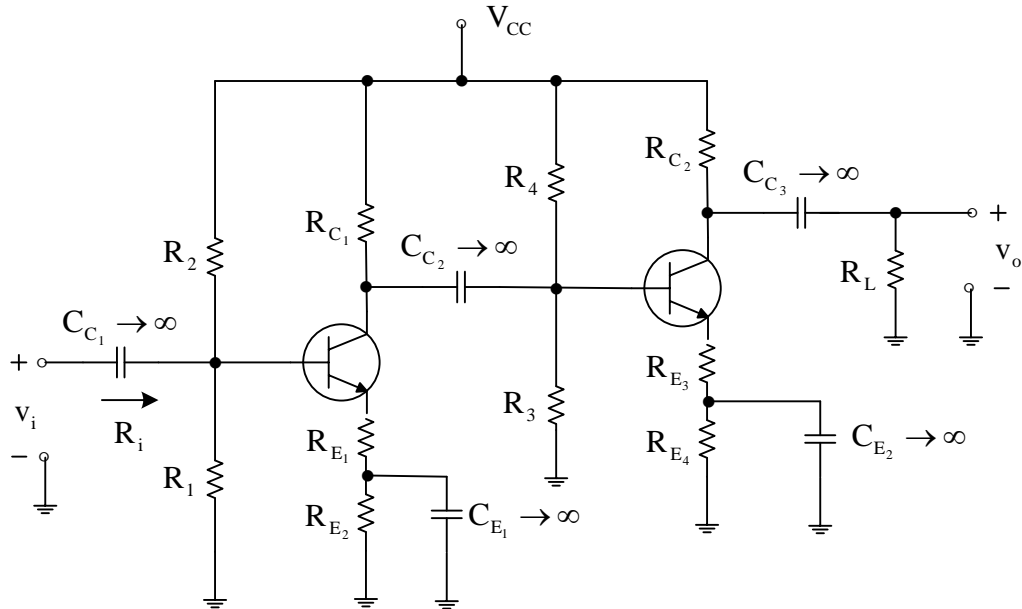 V_CC
R_C2
C_C3 → ∞
R_4
R_C1
C_C2 → ∞
+
v_o
−
R_2
R_L
C_C1 → ∞
+
v_i
−
R_i
R_E3
R_3
R_E4
C_E2 → ∞
R_E1
R_1
R_E2
C_E1 → ∞